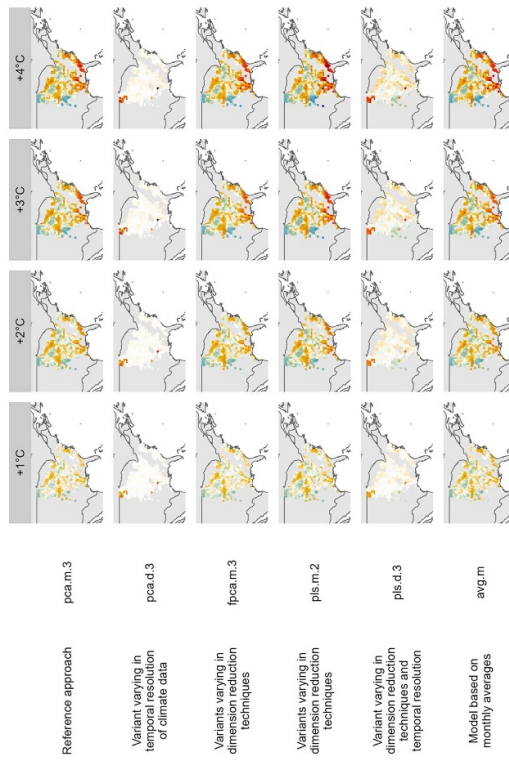 +1°C
+2°C
+3°C
+4°C
Reference approach
pca.m.3
Variant varying in
temporal resolution
of climate data
pca.d.3
Variants varying in
dimension reduction
techniques
fpca.m.3
Variants varying in
dimension reduction
techniques
pls.m.2
Variant varying in
dimension reduction
techniques and
temporal resolution
pls.d.3
Model based on
monthly averages
avg.m